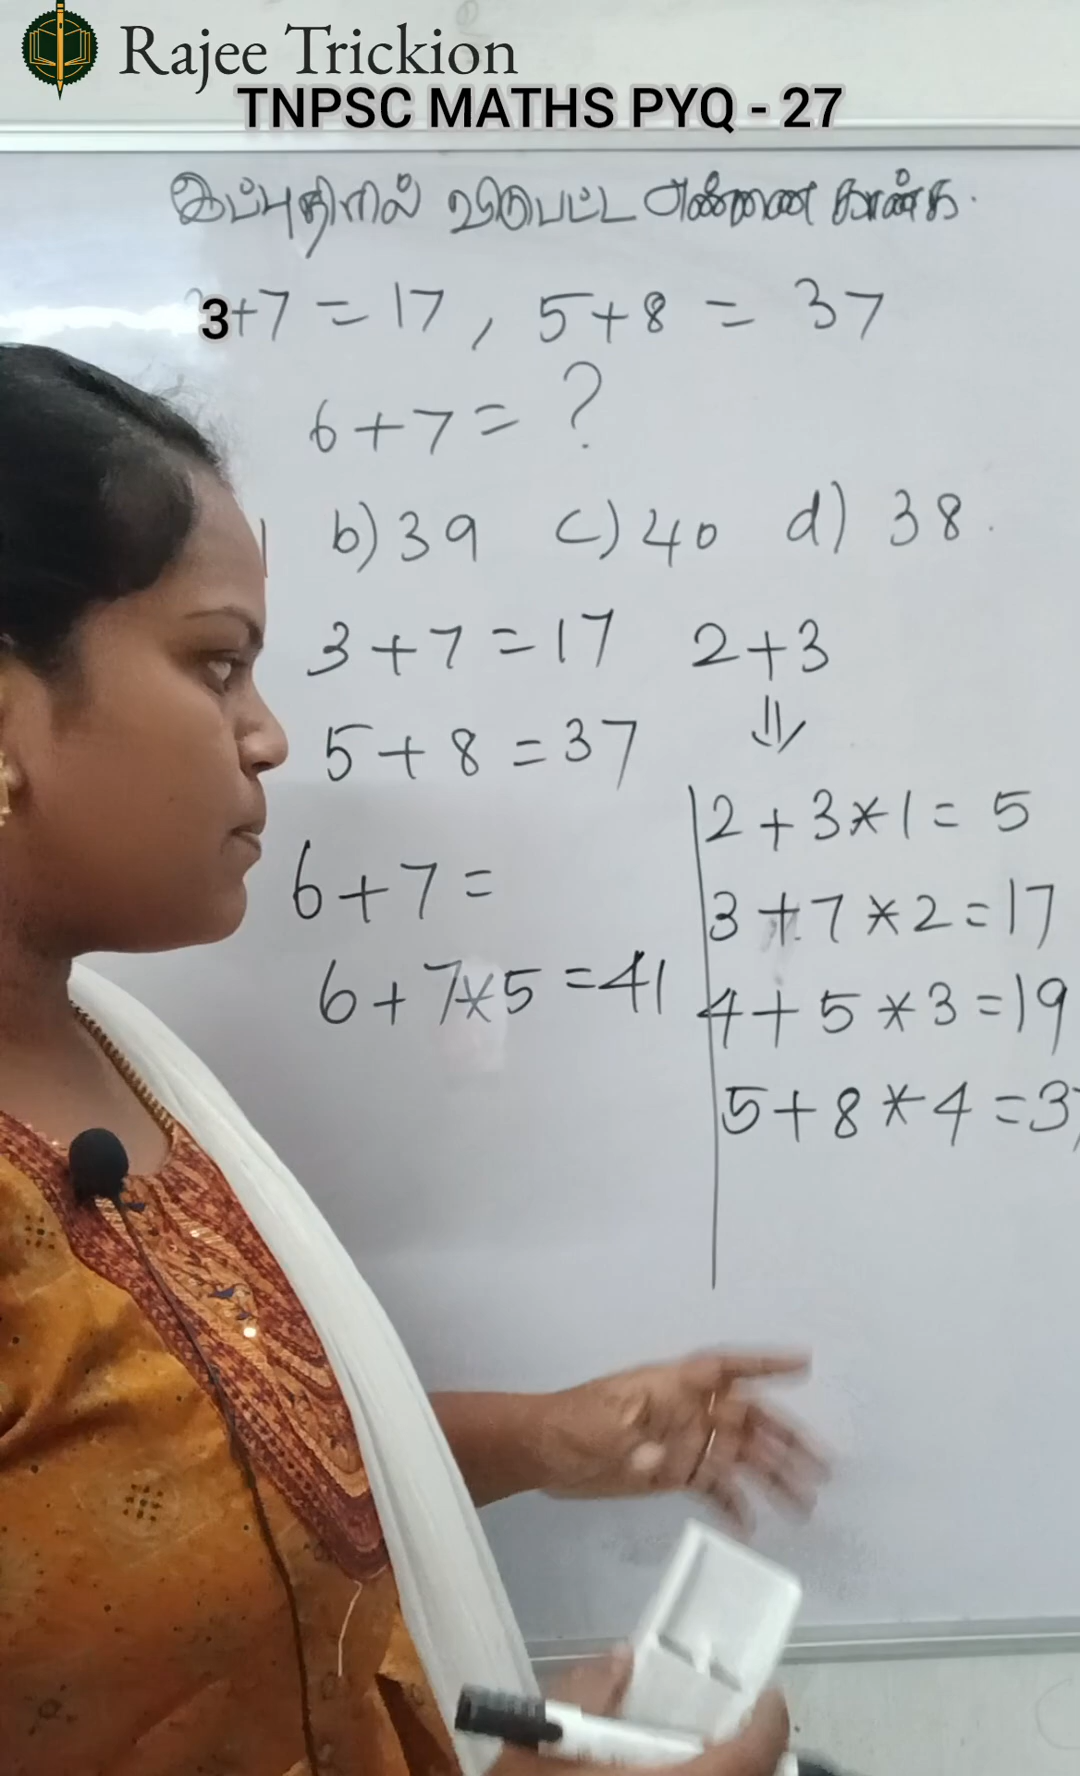 Rajee Trickion
TNPSC MATHS PYQ - 27
இப்புதிரில் விடுபட்ட எண்ணை காண்க.
3+7 = 17, 5+8 = 37
6+7 = ?
b) 39 c) 40 d) 38.
3+7 = 17
5+8 = 37
6+7 =
6+7*5 = 41
2+3
⇓
2+3*1 = 5
3+7*2 = 17
4+5*3 = 19
5+8*4 = 37